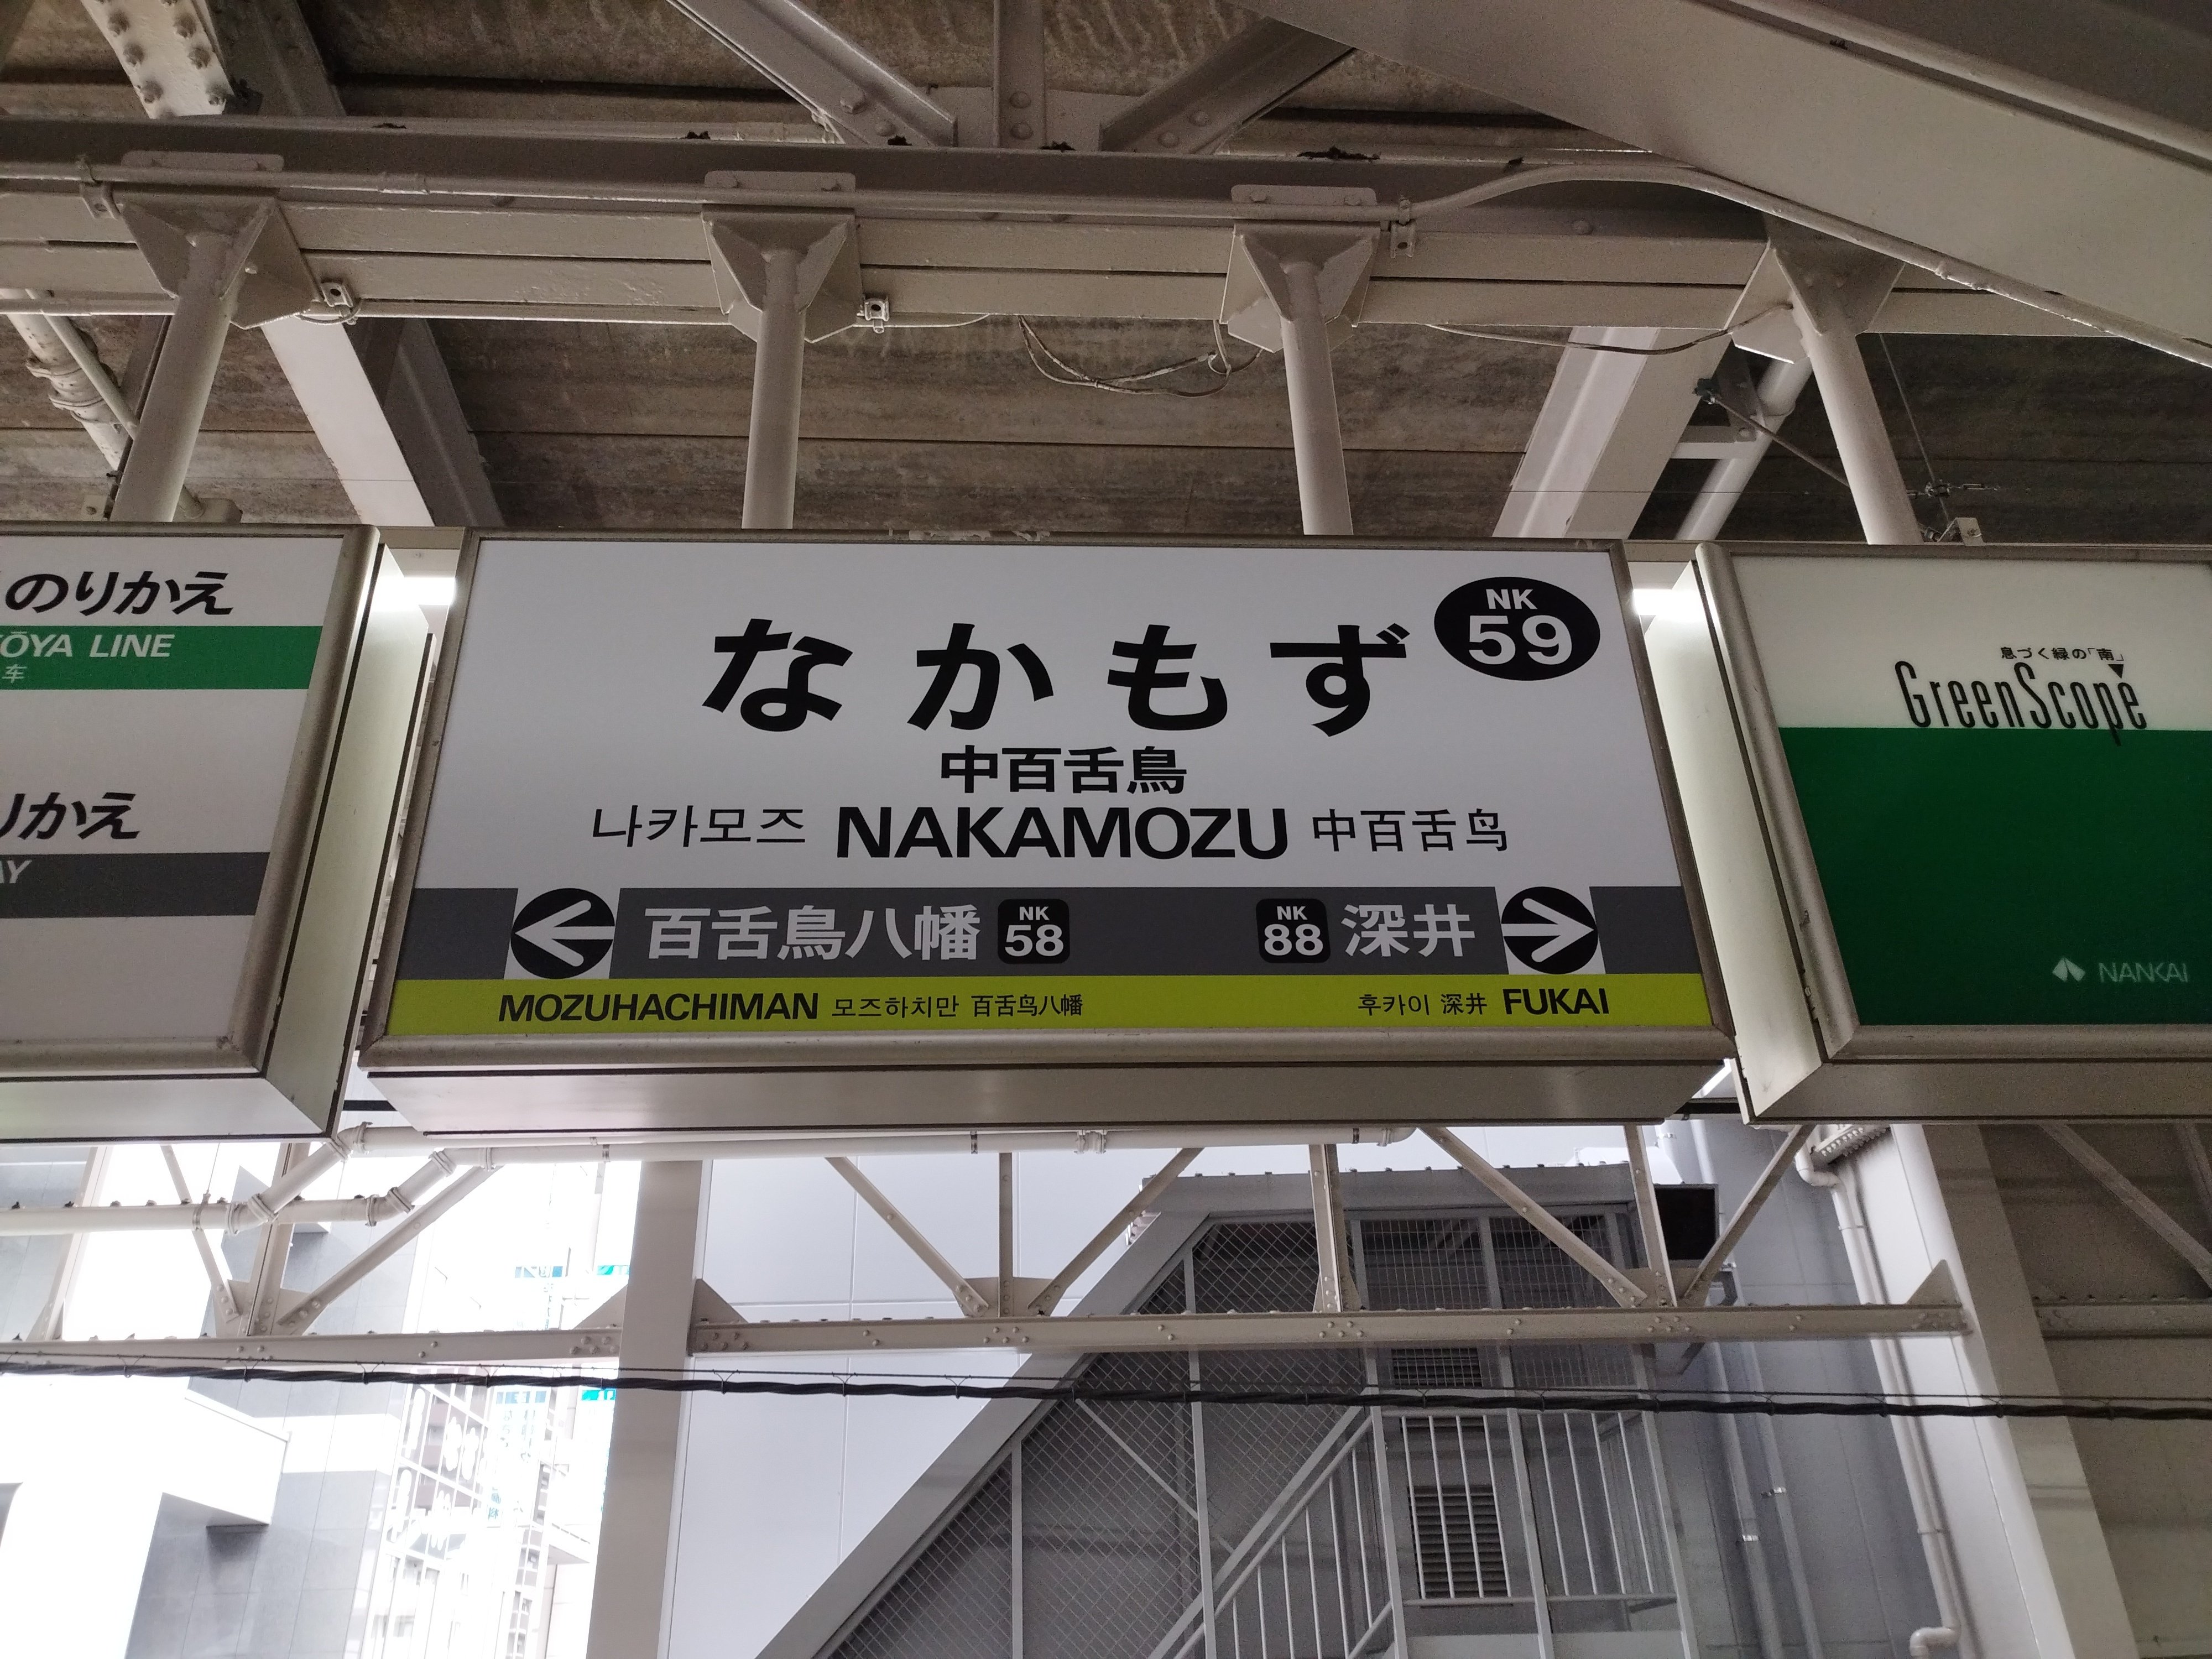 のりかえ
KŌYA LINE
车
りかえ
AY
なかもず
NK
59
中百舌鳥
나카모즈 NAKAMOZU 中百舌鸟
百舌鳥八幡 NK 58
NK 88 深井
MOZUHACHIMAN 모즈하치만 百舌鸟八幡
후카이 深井 FUKAI
息づく緑の「南」
GreenScope
NANKAI